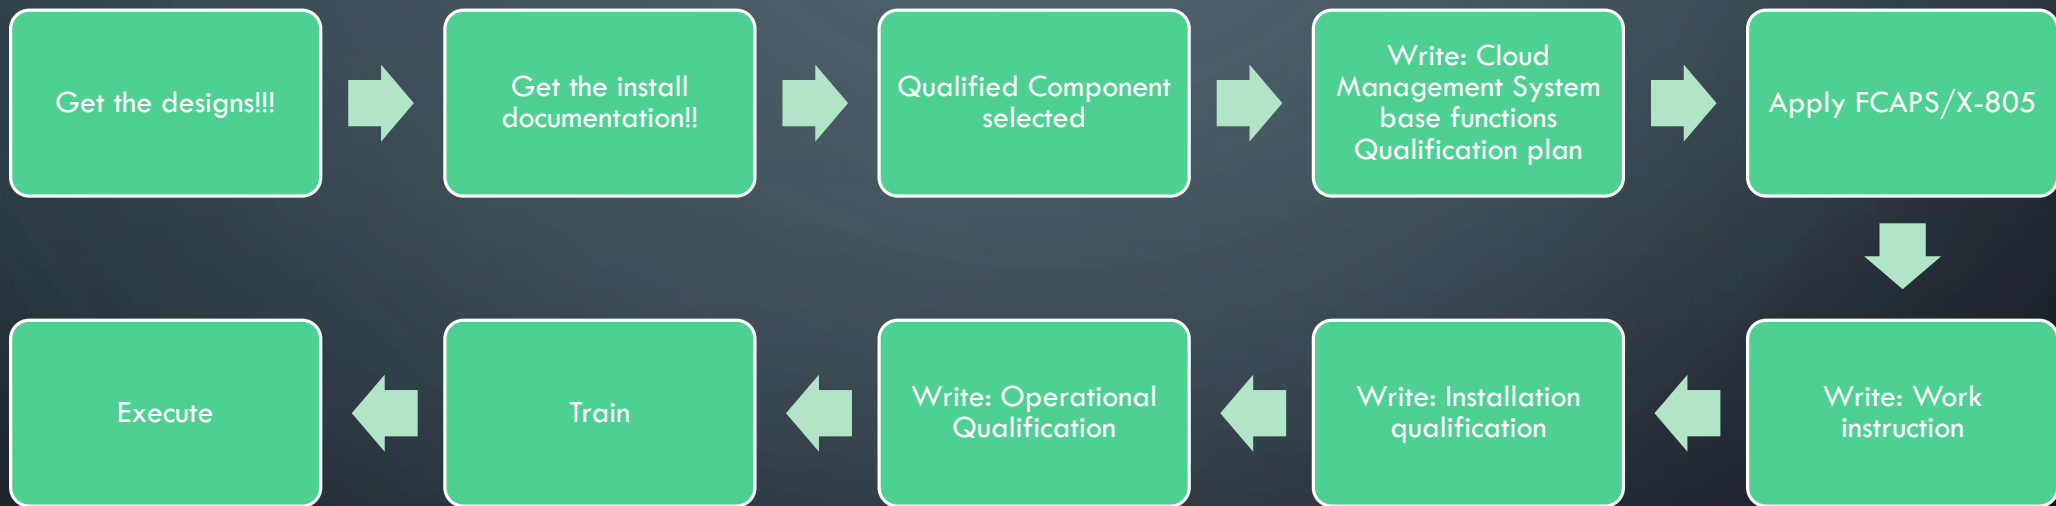 Get the designs!!!
Get the install
documentation!!
Qualified Component
selected
Write: Cloud
Management System
base functions
Qualification plan
Apply FCAPS/X-805
Write: Work
instruction
Write: Installation
qualification
Write: Operational
Qualification
Train
Execute